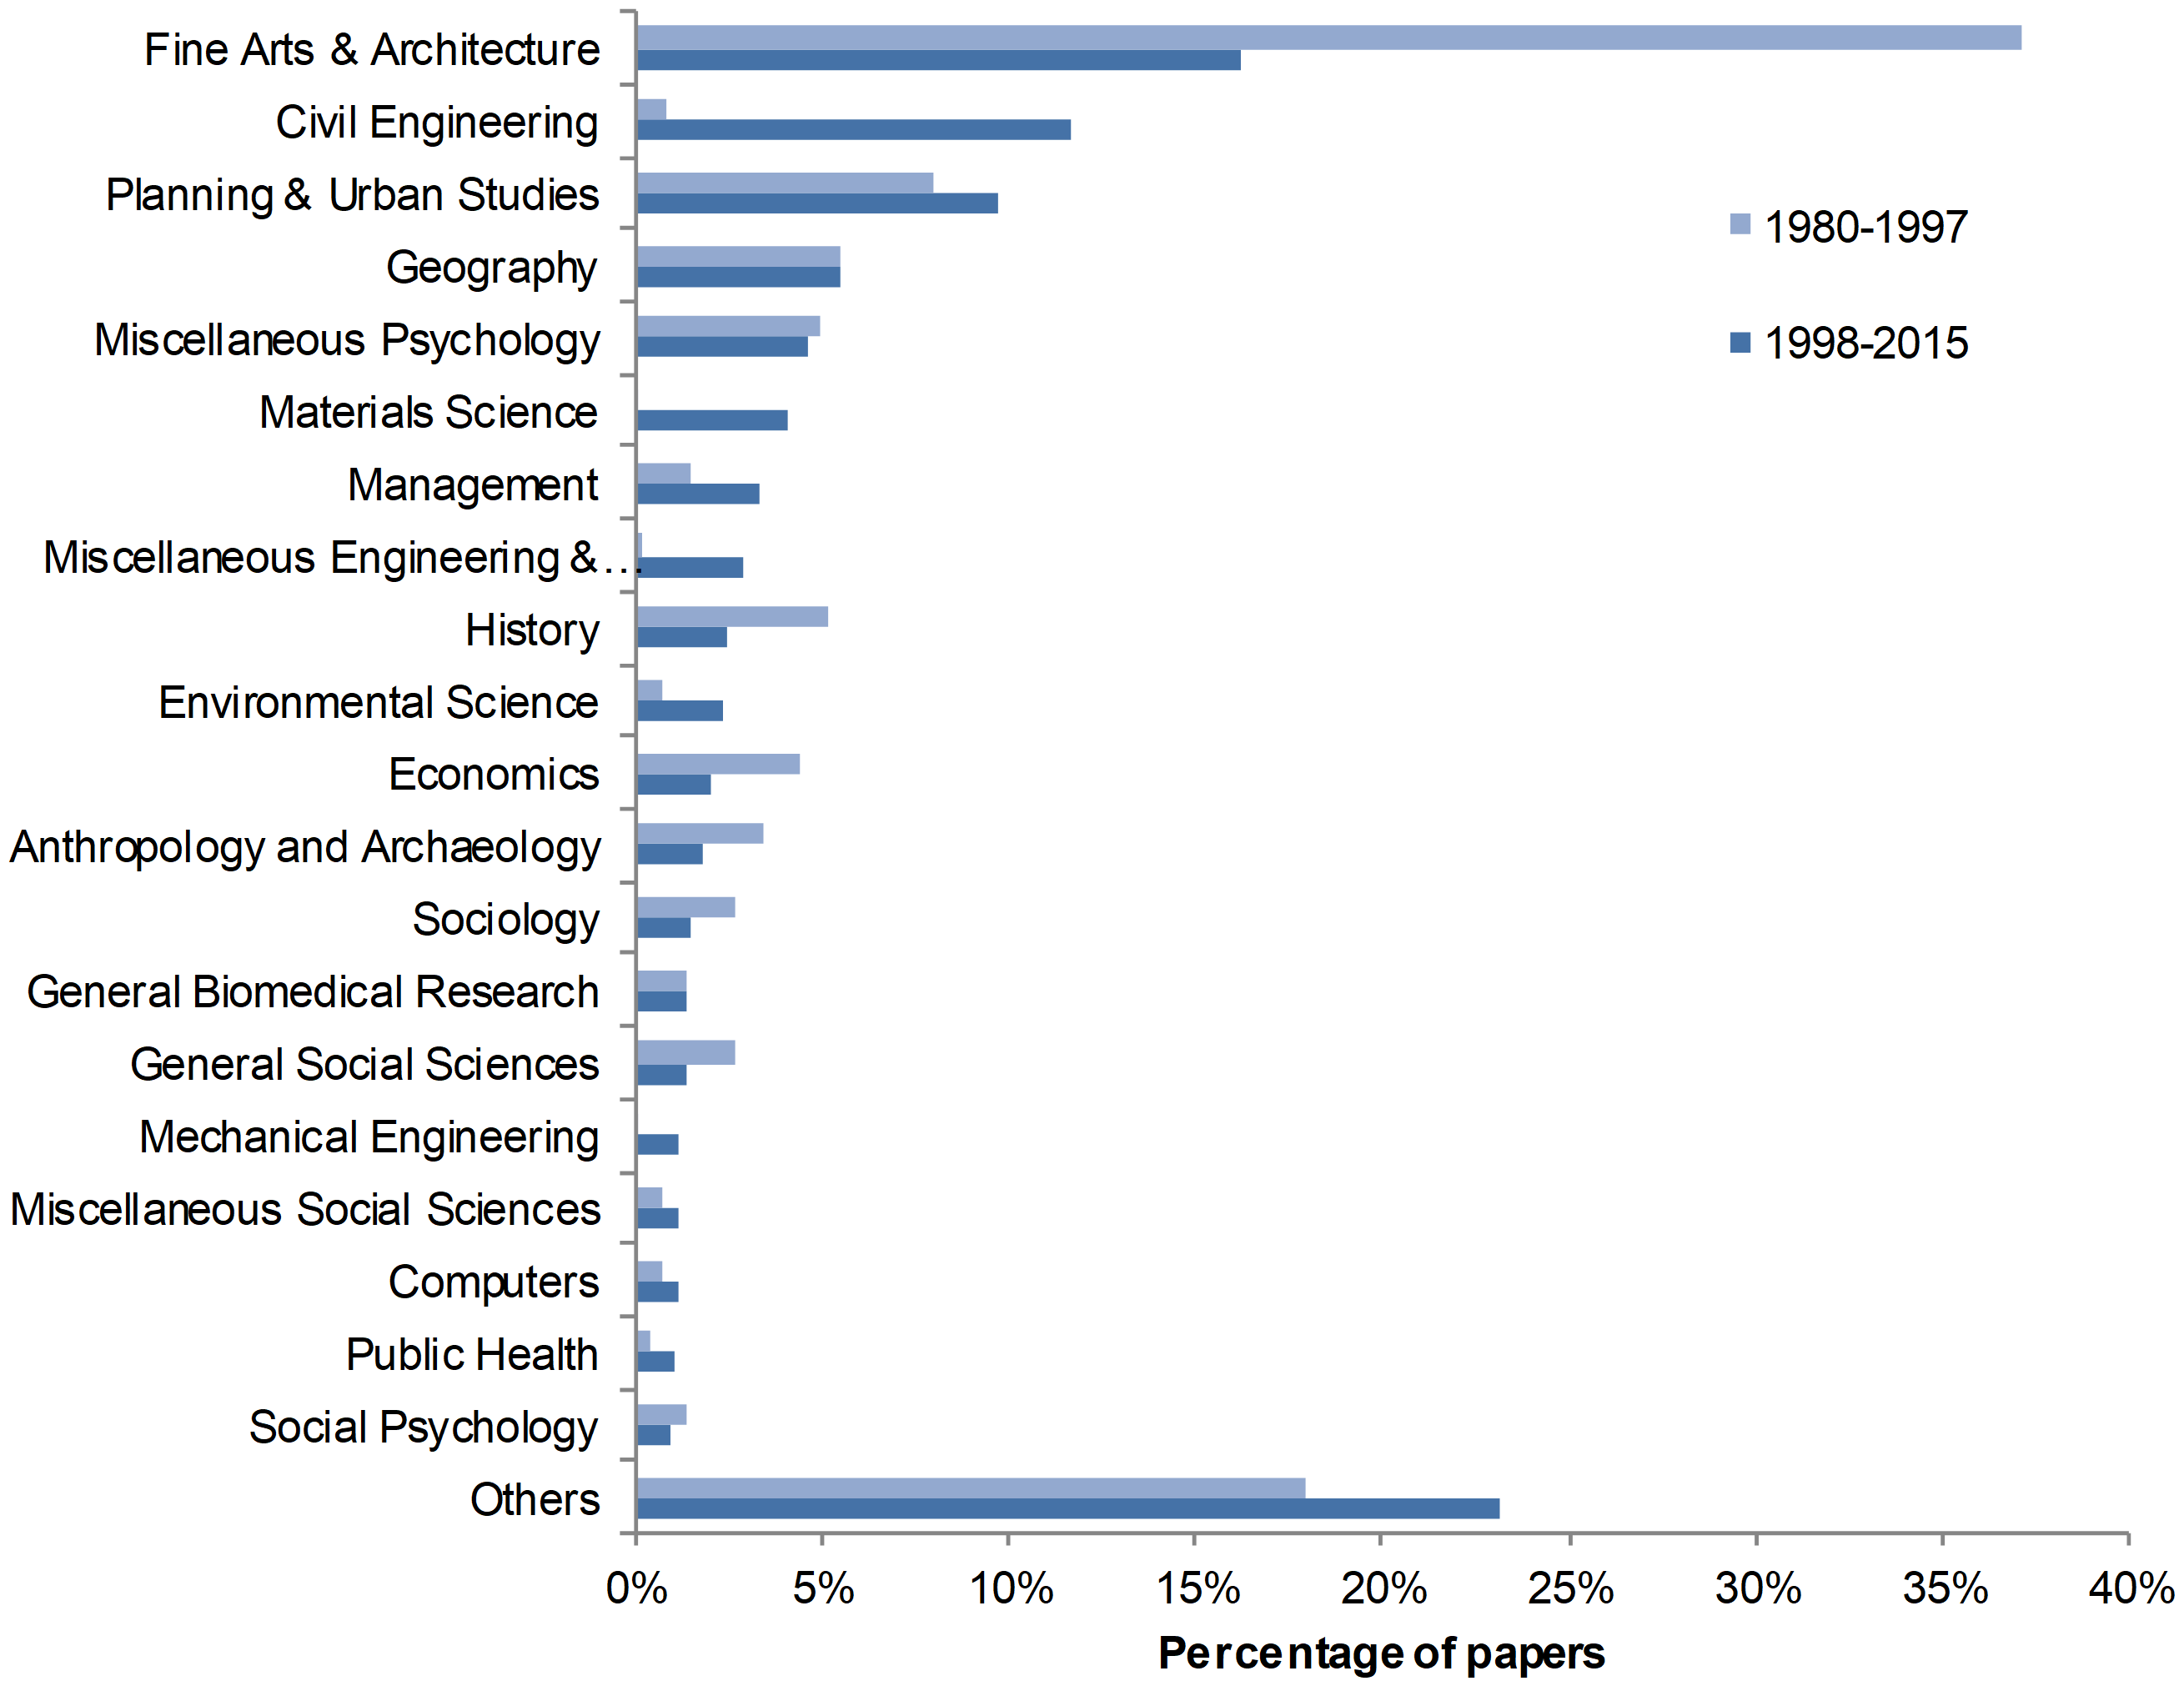 Fine Arts & Architecture
Civil Engineering
Planning & Urban Studies
1980-1997
Geography
1998-2015
Miscellaneous Psychology
Materials Science
Management
Miscellaneous Engineering & …
History
Environmental Science
Economics
Anthropology and Archaeology
Sociology
General Biomedical Research
General Social Sciences
Mechanical Engineering
Miscellaneous Social Sciences
Computers
Public Health
Social Psychology
Others
0% 5% 10% 15% 20% 25% 30% 35% 40%
Percentage of papers